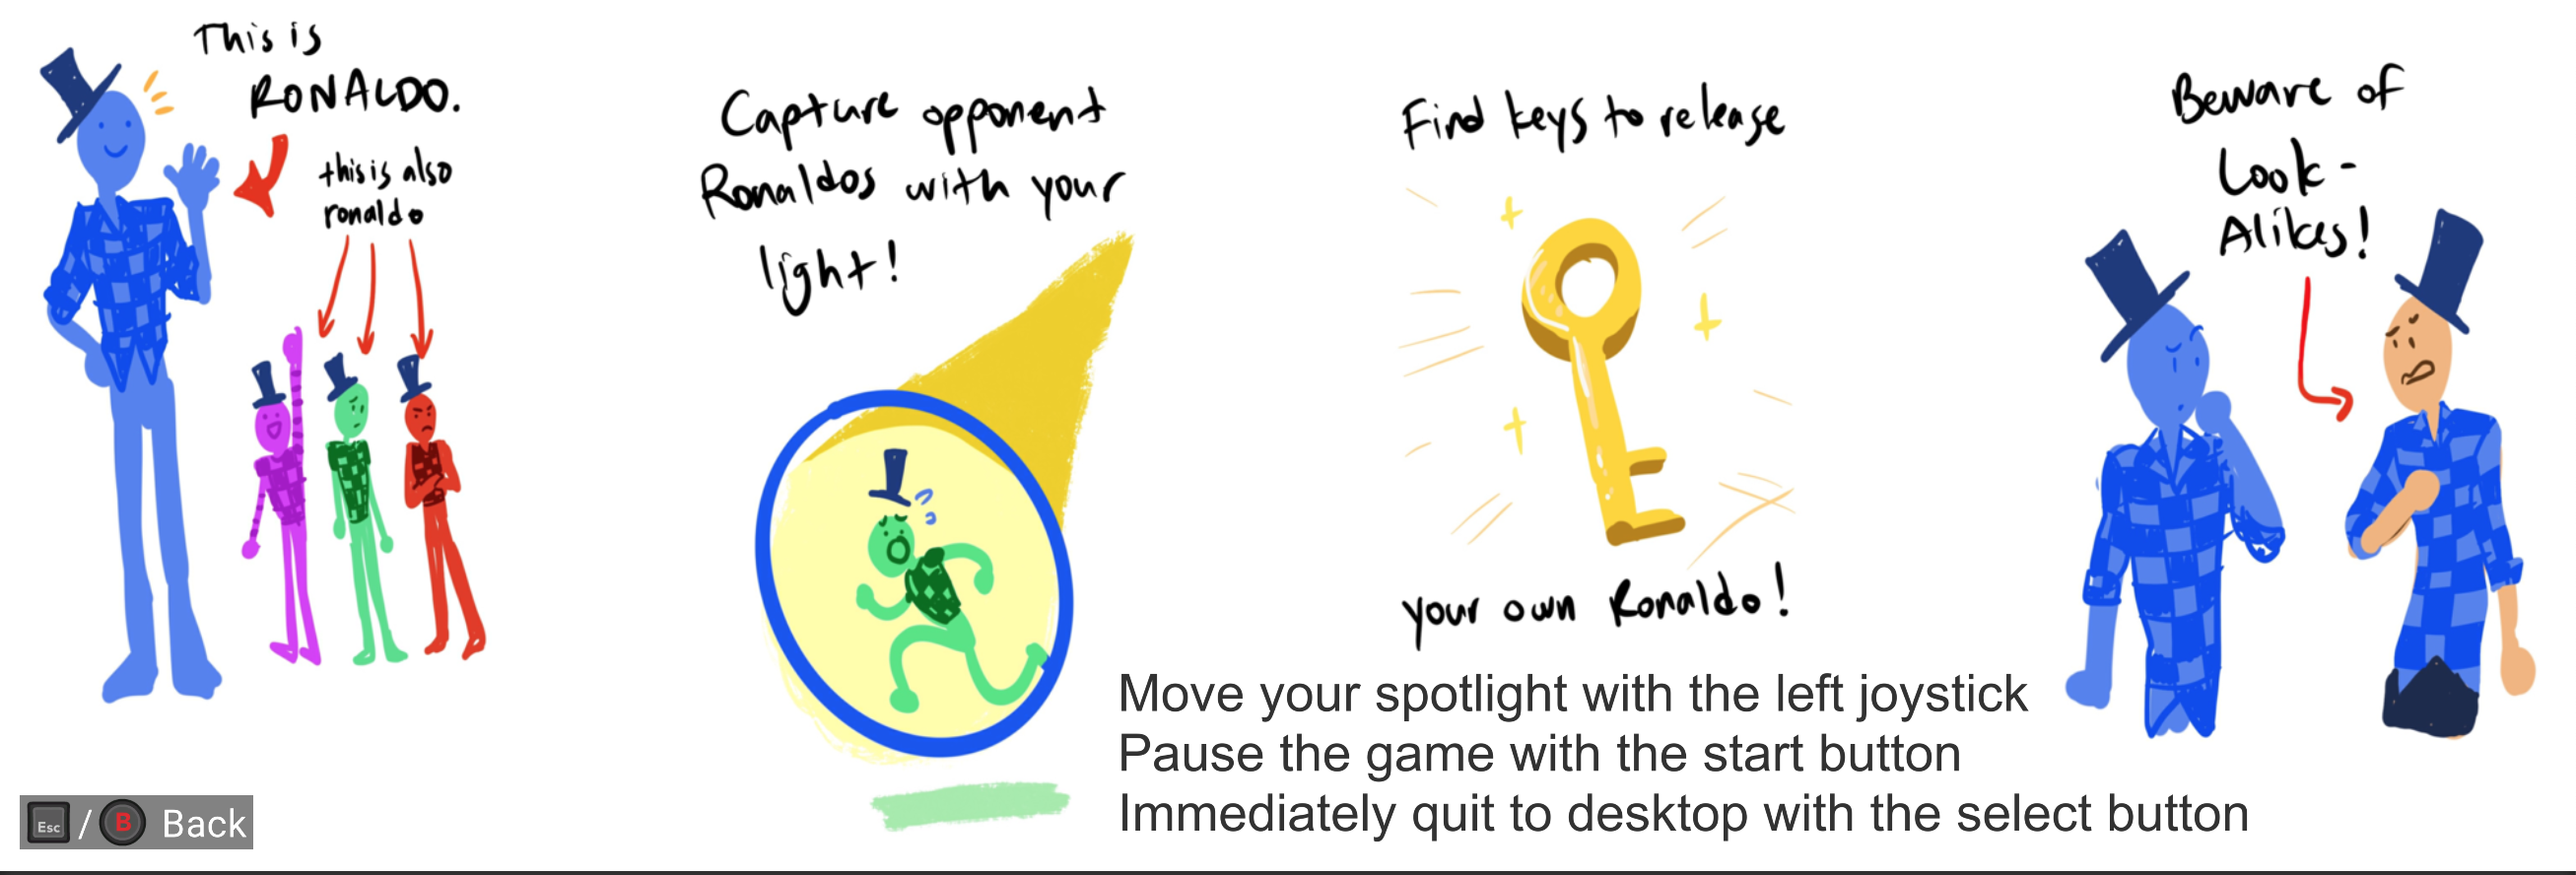 This is
RONALDO.
this is also
ronaldo
Capture opponent
Ronaldos with your
light!
Find keys to release
your own Ronaldo!
Beware of
Look-
Alikes!
Move your spotlight with the left joystick
Pause the game with the start button
Immediately quit to desktop with the select button
Esc / B Back